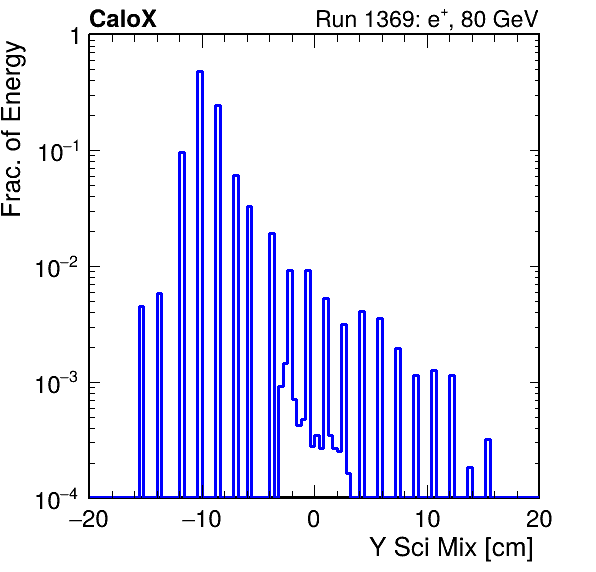 CaloX Run 1369: e⁺, 80 GeV
Frac. of Energy
1
10⁻¹
10⁻²
10⁻³
10⁻⁴
−20 −10 0 10 20
Y Sci Mix [cm]